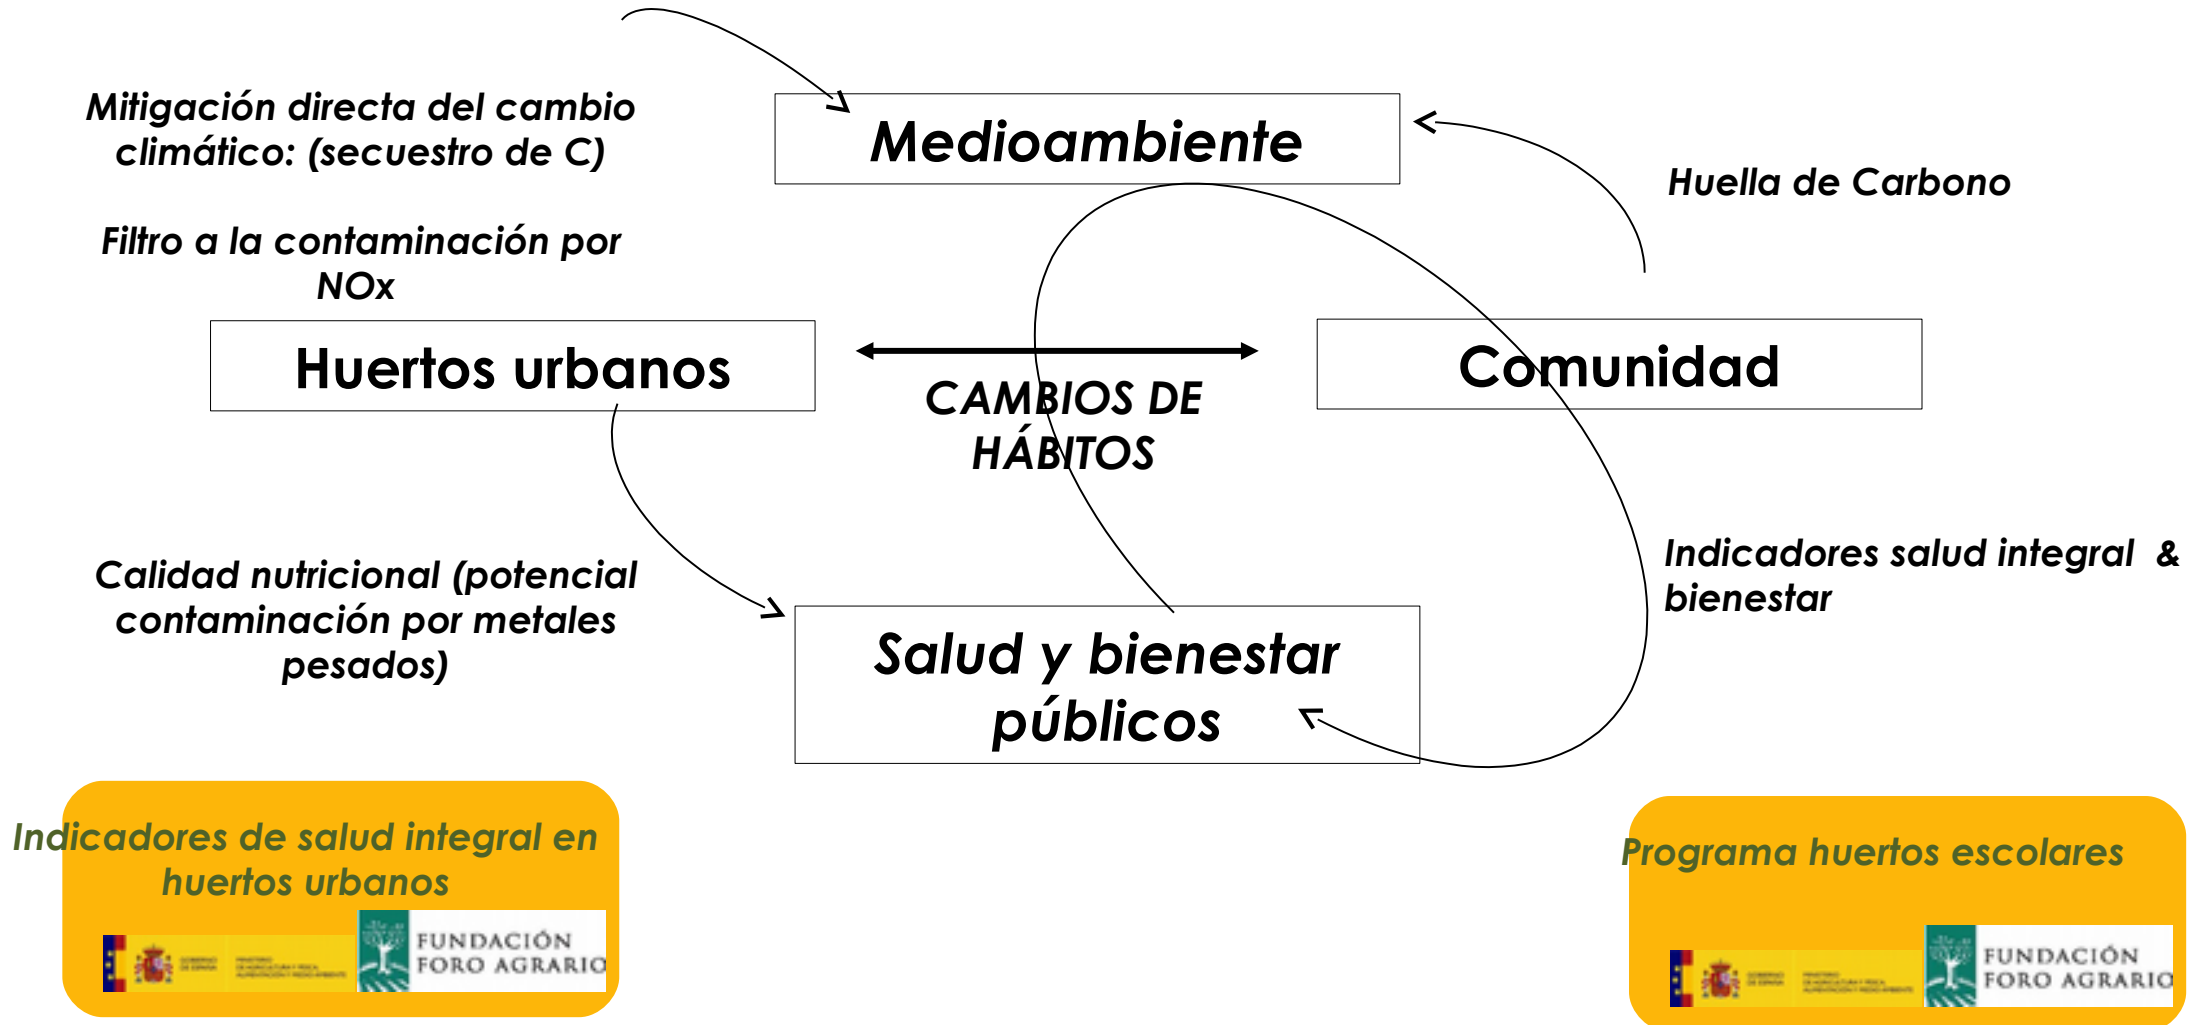 Mitigación directa del cambio
climático: (secuestro de C)
Medioambiente
Huella de Carbono
Filtro a la contaminación por
NOx
Huertos urbanos
Comunidad
CAMBIOS DE
HÁBITOS
Calidad nutricional (potencial
contaminación por metales
pesados)
Indicadores salud integral & 
bienestar
Salud y bienestar
públicos
Indicadores de salud integral en
huertos urbanos
FUNDACIÓN
FORO AGRARIO
Programa huertos escolares
FUNDACIÓN
FORO AGRARIO